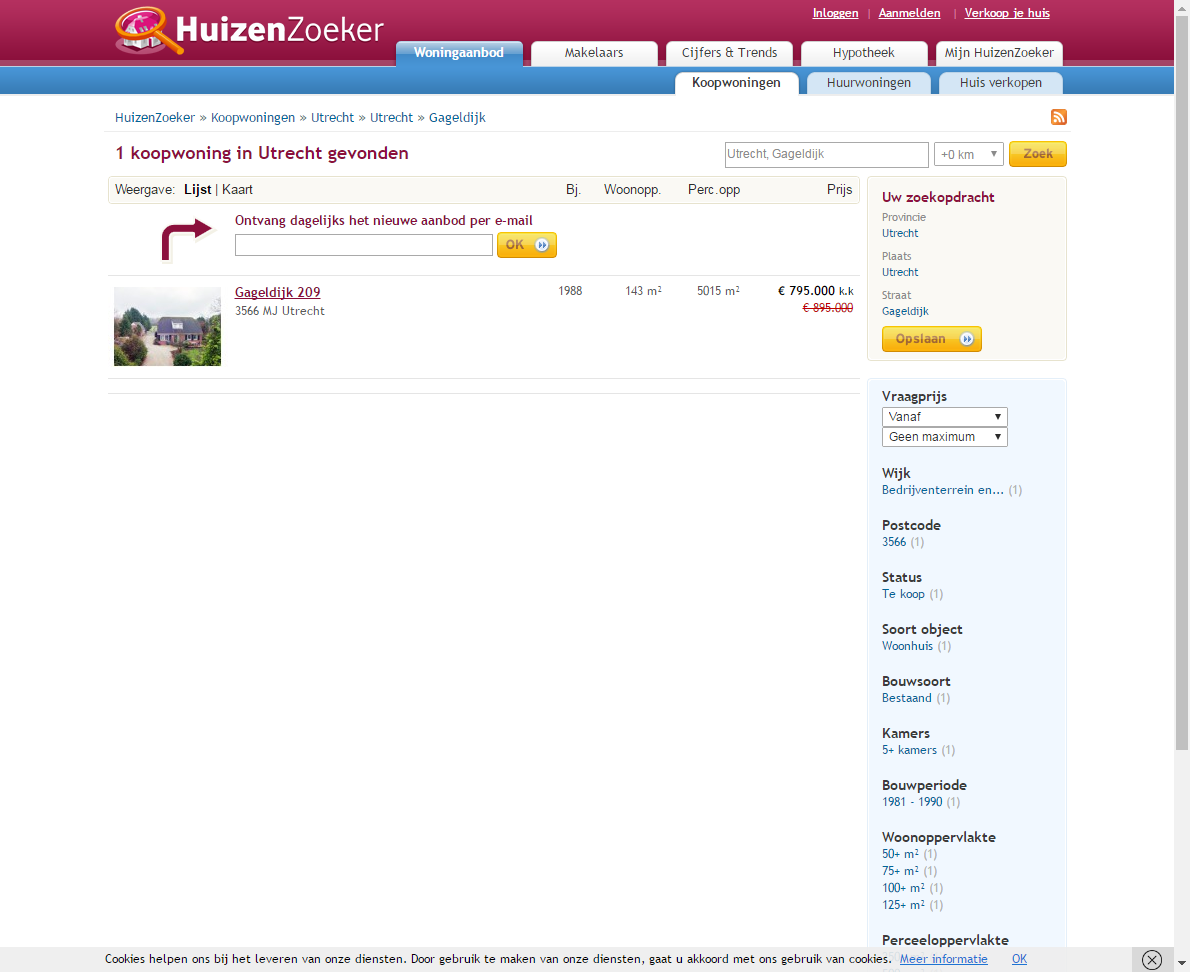 Inloggen | Aanmelden | Verkoop je huis
HuizenZoeker
Woningaanbod Makelaars Cijfers & Trends Hypotheek Mijn HuizenZoeker
Koopwoningen Huurwoningen Huis verkopen
HuizenZoeker » Koopwoningen » Utrecht » Utrecht » Gageldijk
1 koopwoning in Utrecht gevonden
Utrecht, Gageldijk +0 km Zoek
Weergave: Lijst | Kaart Bj. Woonopp. Perc.opp Prijs
Ontvang dagelijks het nieuwe aanbod per e-mail
OK
Gageldijk 209 1988 143 m² 5015 m² € 795.000 k.k
3566 MJ Utrecht € 895.000
Uw zoekopdracht
Provincie
Utrecht
Plaats
Utrecht
Straat
Gageldijk
Opslaan
Vraagprijs
Vanaf
Geen maximum
Wijk
Bedrijventerrein en... (1)
Postcode
3566 (1)
Status
Te koop (1)
Soort object
Woonhuis (1)
Bouwsoort
Bestaand (1)
Kamers
5+ kamers (1)
Bouwperiode
1981 - 1990 (1)
Woonoppervlakte
50+ m² (1)
75+ m² (1)
100+ m² (1)
125+ m² (1)
Perceeloppervlakte
Cookies helpen ons bij het leveren van onze diensten. Door gebruik te maken van onze diensten, gaat u akkoord met ons gebruik van cookies. Meer informatie OK